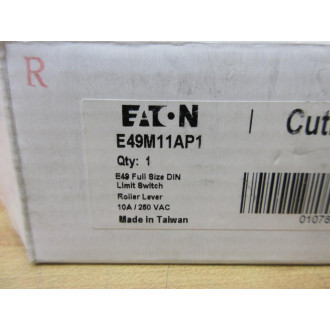 R
EATON
Cut
E49M11AP1
Qty: 1
E49 Full Size DIN
Limit Switch
Roller Lever
10A / 250 VAC
Made in Taiwan
01078